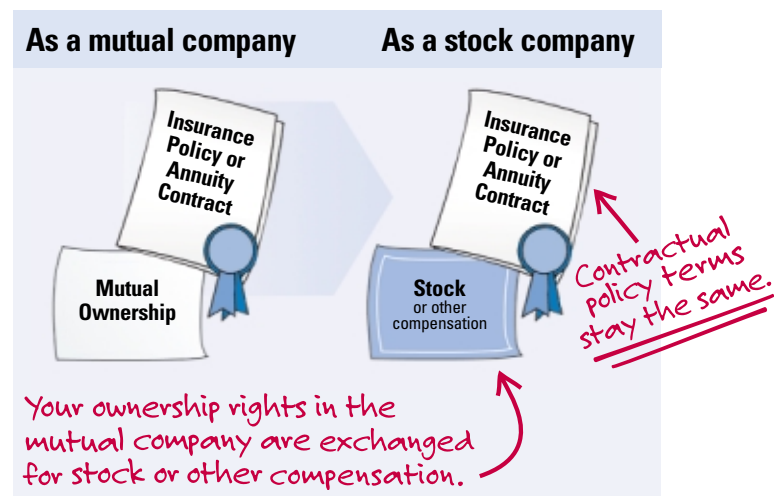 As a mutual company
As a stock company
Insurance
Policy or
Annuity
Contract
Mutual
Ownership
Insurance
Policy or
Annuity
Contract
Stock
or other
compensation
Contractual
policy terms
stay the same.
Your ownership rights in the
mutual company are exchanged
for stock or other compensation.